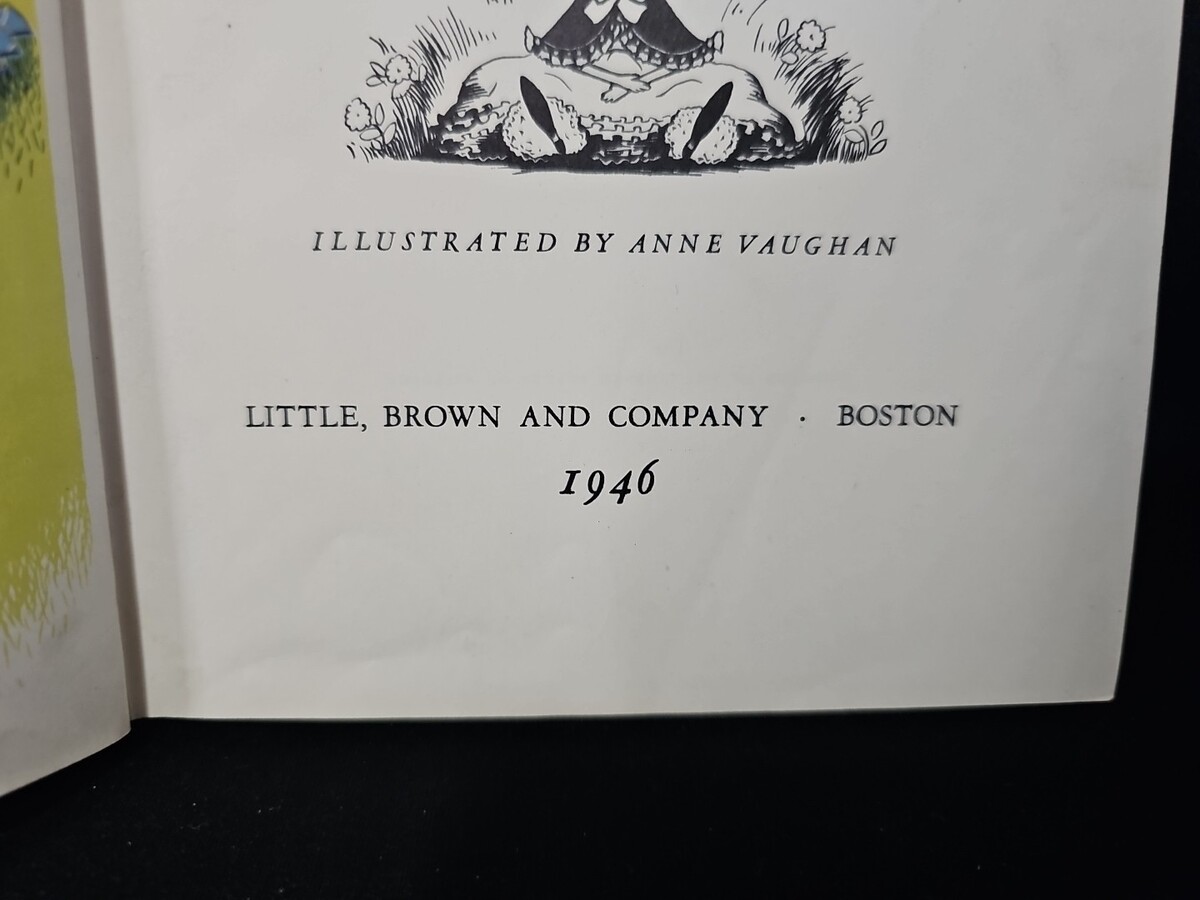 ILLUSTRATED BY ANNE VAUGHAN
LITTLE, BROWN AND COMPANY · BOSTON
1946